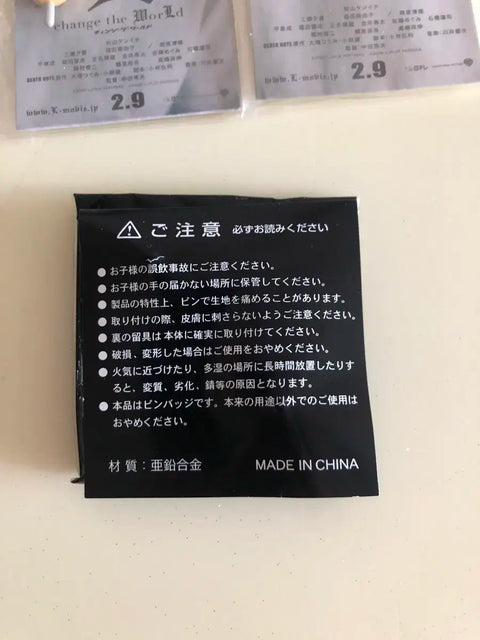 change the WorLd
2.9
www.L-movie.jp
2.9
www.L-movie.jp
ご注意 必ずお読みください
● お子様の誤飲事故にご注意ください。
● お子様の手の届かない場所に保管してください。
● 製品の特性上、ピンで生地を痛めることがあります。
● 取り付けの際、皮膚に刺さらないようご注意ください。
● 裏の留具は本体に確実に取り付けてください。
● 破損、変形した場合はご使用をおやめください。
● 火気に近づけたり、多湿の場所に長時間放置したりす
ると、変質、劣化、錆等の原因となります。
● 本品はピンバッジです。本来の用途以外でのご使用は
おやめください。
材 質：亜鉛合金 MADE IN CHINA